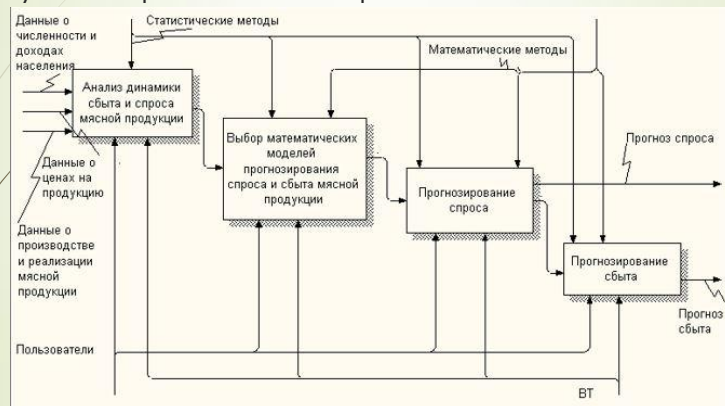 Данные о
численности и
доходах
населения
Статистические методы
Математические методы
Анализ динамики
сбыта и спроса
мясной продукции
Выбор математических
моделей
прогнозирования
спроса и сбыта мясной
продукции
Прогноз спроса
Данные о
ценах на
продукцию
Прогнозирование
спроса
Данные о
производстве
и реализации
мясной
продукции
Прогнозирование
сбыта
Прогноз
сбыта
Пользователи
ВТ